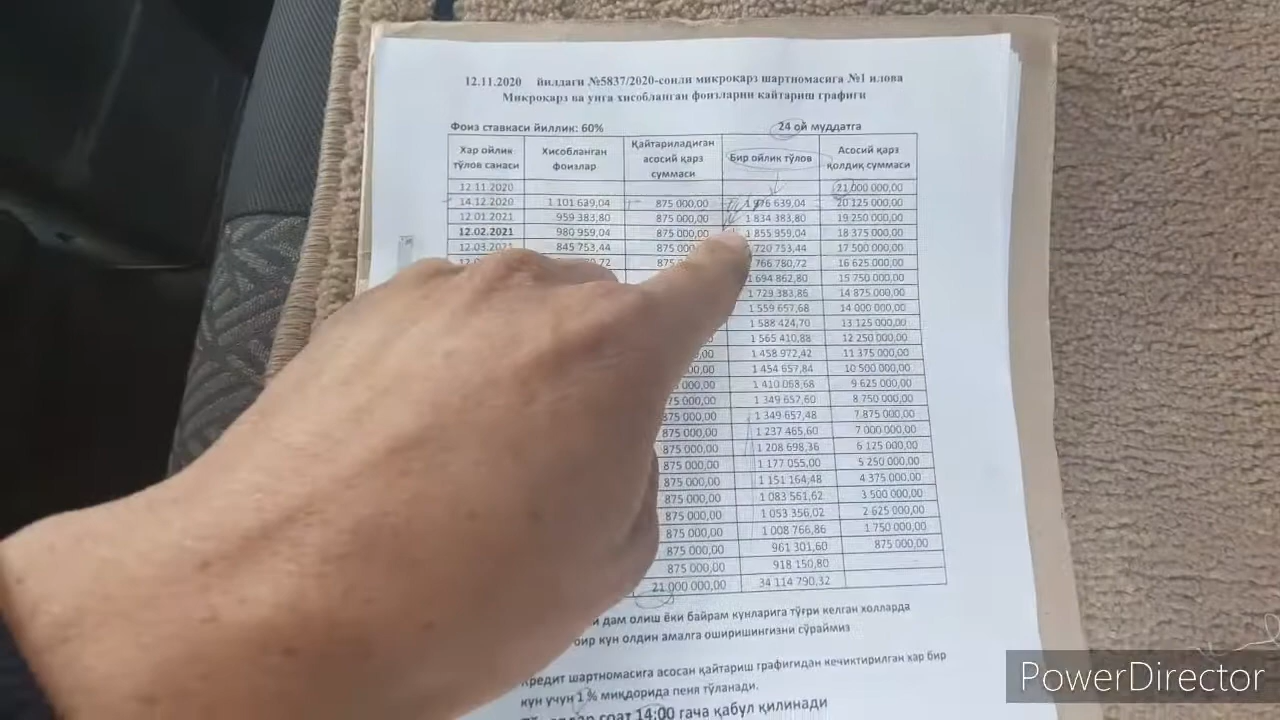 12.11.2020 йилдаги №5837/2020-сонли микроқарз шартномасига №1 илова
Микроқарз ва унга хисобланган фоизларни қайтариш графиги
Фоиз ставкаси йиллик: 60% 24 ой муддатга
Хар ойлик тўлов санаси Хисобланган фоизлар Қайтариладиган асосий қарз суммаси Бир ойлик тўлов Асосий қарз қолдиқ суммаси
12.11.2020 21 000 000,00
14.12.2020 1 101 639,04 875 000,00 1 976 639,04 20 125 000,00
12.01.2021 959 383,80 875 000,00 1 834 383,80 19 250 000,00
12.02.2021 980 959,04 875 000,00 1 855 959,04 18 375 000,00
12.03.2021 845 753,44 875 000 720 753,44 17 500 000,00
766 780,72 16 625 000,00
1 694 862,80 15 750 000,00
1 729 383,86 14 875 000,00
1 559 657,68 14 000 000,00
1 588 424,70 13 125 000,00
1 565 410,88 12 250 000,00
1 458 972,42 11 375 000,00
1 454 657,84 10 500 000,00
1 410 068,68 9 625 000,00
1 349 657,60 8 750 000,00
1 349 657,48 7 875 000,00
875 000,00 1 237 465,60 7 000 000,00
875 000,00 1 208 698,36 6 125 000,00
875 000,00 1 177 055,00 5 250 000,00
875 000,00 1 151 164,48 4 375 000,00
875 000,00 1 083 561,62 3 500 000,00
875 000,00 1 053 356,02 2 625 000,00
875 000,00 1 008 766,86 1 750 000,00
875 000,00 961 301,60 875 000,00
875 000,00 918 150,80
21 000 000,00 34 114 790,32
дам олиш ёки байрам кунларига тўғри келган холларда
бир кун олдин амалга оширишингизни сўраймиз
кредит шартномасига асосан қайтариш графигидан кечиктирилган хар бир
кун учун 1 % миқдорида пеня тўланади.
соат 14:00 гача қабул қилинади
PowerDirector